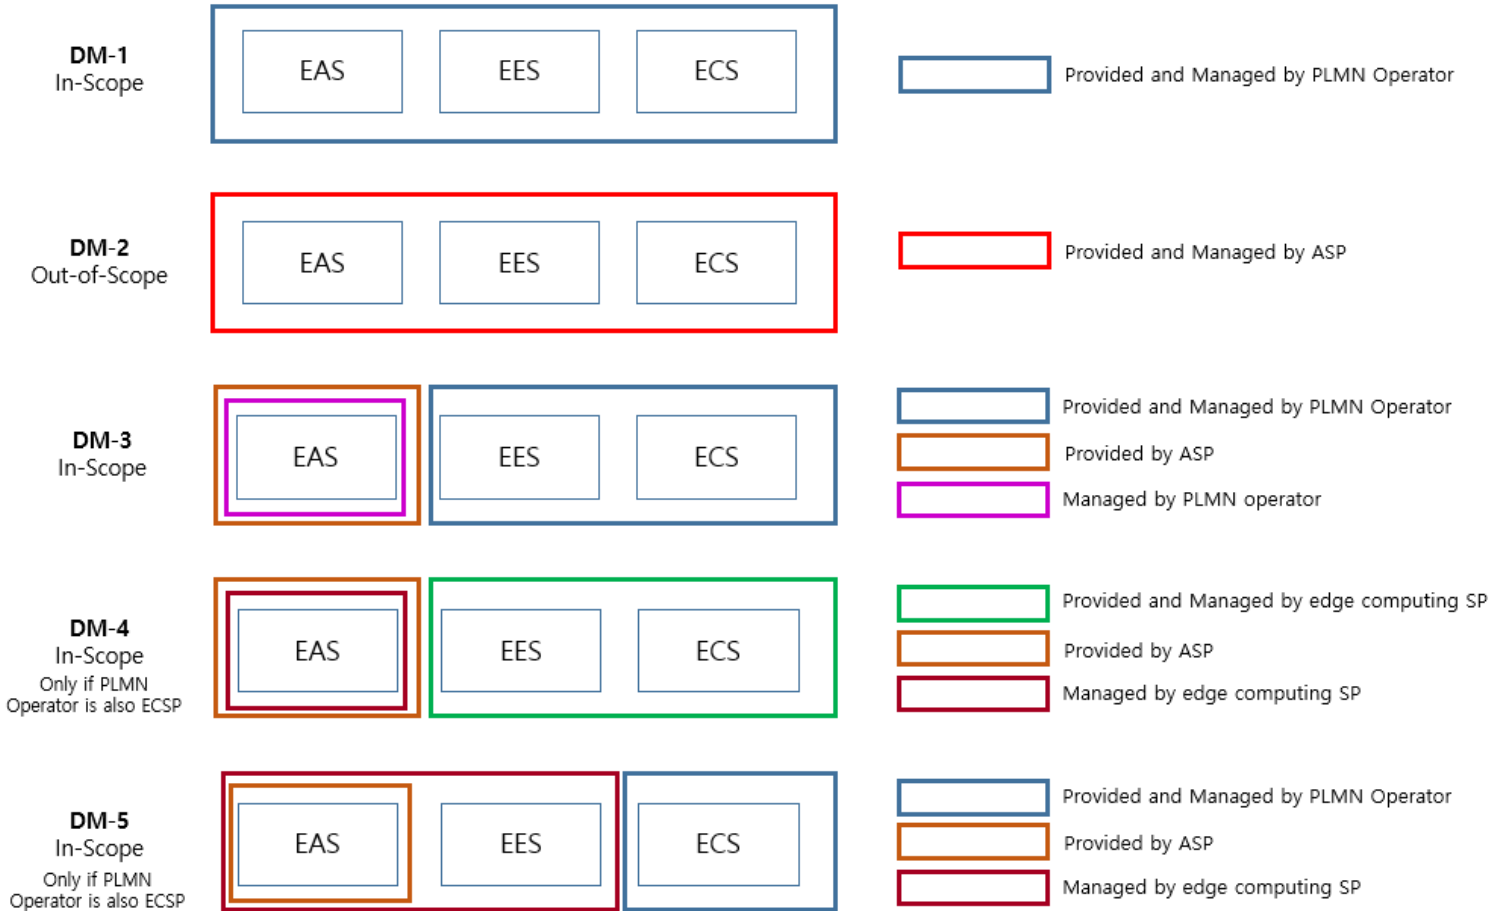 DM-1
In-Scope
EAS
EES
ECS
Provided and Managed by PLMN Operator
DM-2
Out-of-Scope
EAS
EES
ECS
Provided and Managed by ASP
DM-3
In-Scope
EAS
EES
ECS
Provided and Managed by PLMN Operator
Provided by ASP
Managed by PLMN operator
DM-4
In-Scope
Only if PLMN
Operator is also ECSP
EAS
EES
ECS
Provided and Managed by edge computing SP
Provided by ASP
Managed by edge computing SP
DM-5
In-Scope
Only if PLMN
Operator is also ECSP
EAS
EES
ECS
Provided and Managed by PLMN Operator
Provided by ASP
Managed by edge computing SP